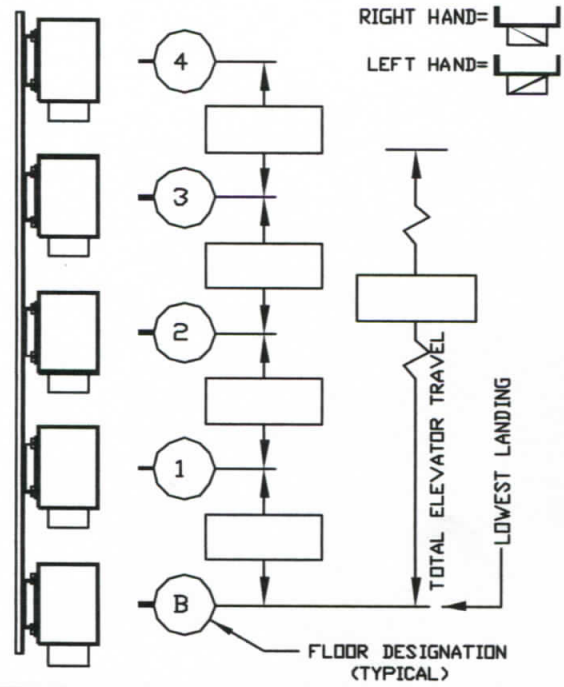 RIGHT HAND=
LEFT HAND=
4
3
2
1
B
TOTAL ELEVATOR TRAVEL
LOWEST LANDING
FLOOR DESIGNATION
(TYPICAL)